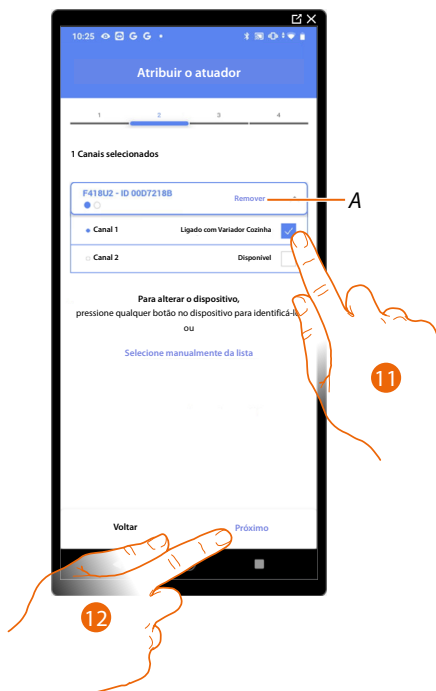 10:25 G G
Atribuir o atuador
1 2 3 4
1 Canais selecionados
F418U2 - ID 00D7218B
Remover
A
Canal 1 Ligado com Variador Cozinha
Canal 2 Disponível
Para alterar o dispositivo,
pressione qualquer botão no dispositivo para identificá-l
ou
Selecione manualmente da lista
11
Voltar Próximo
12